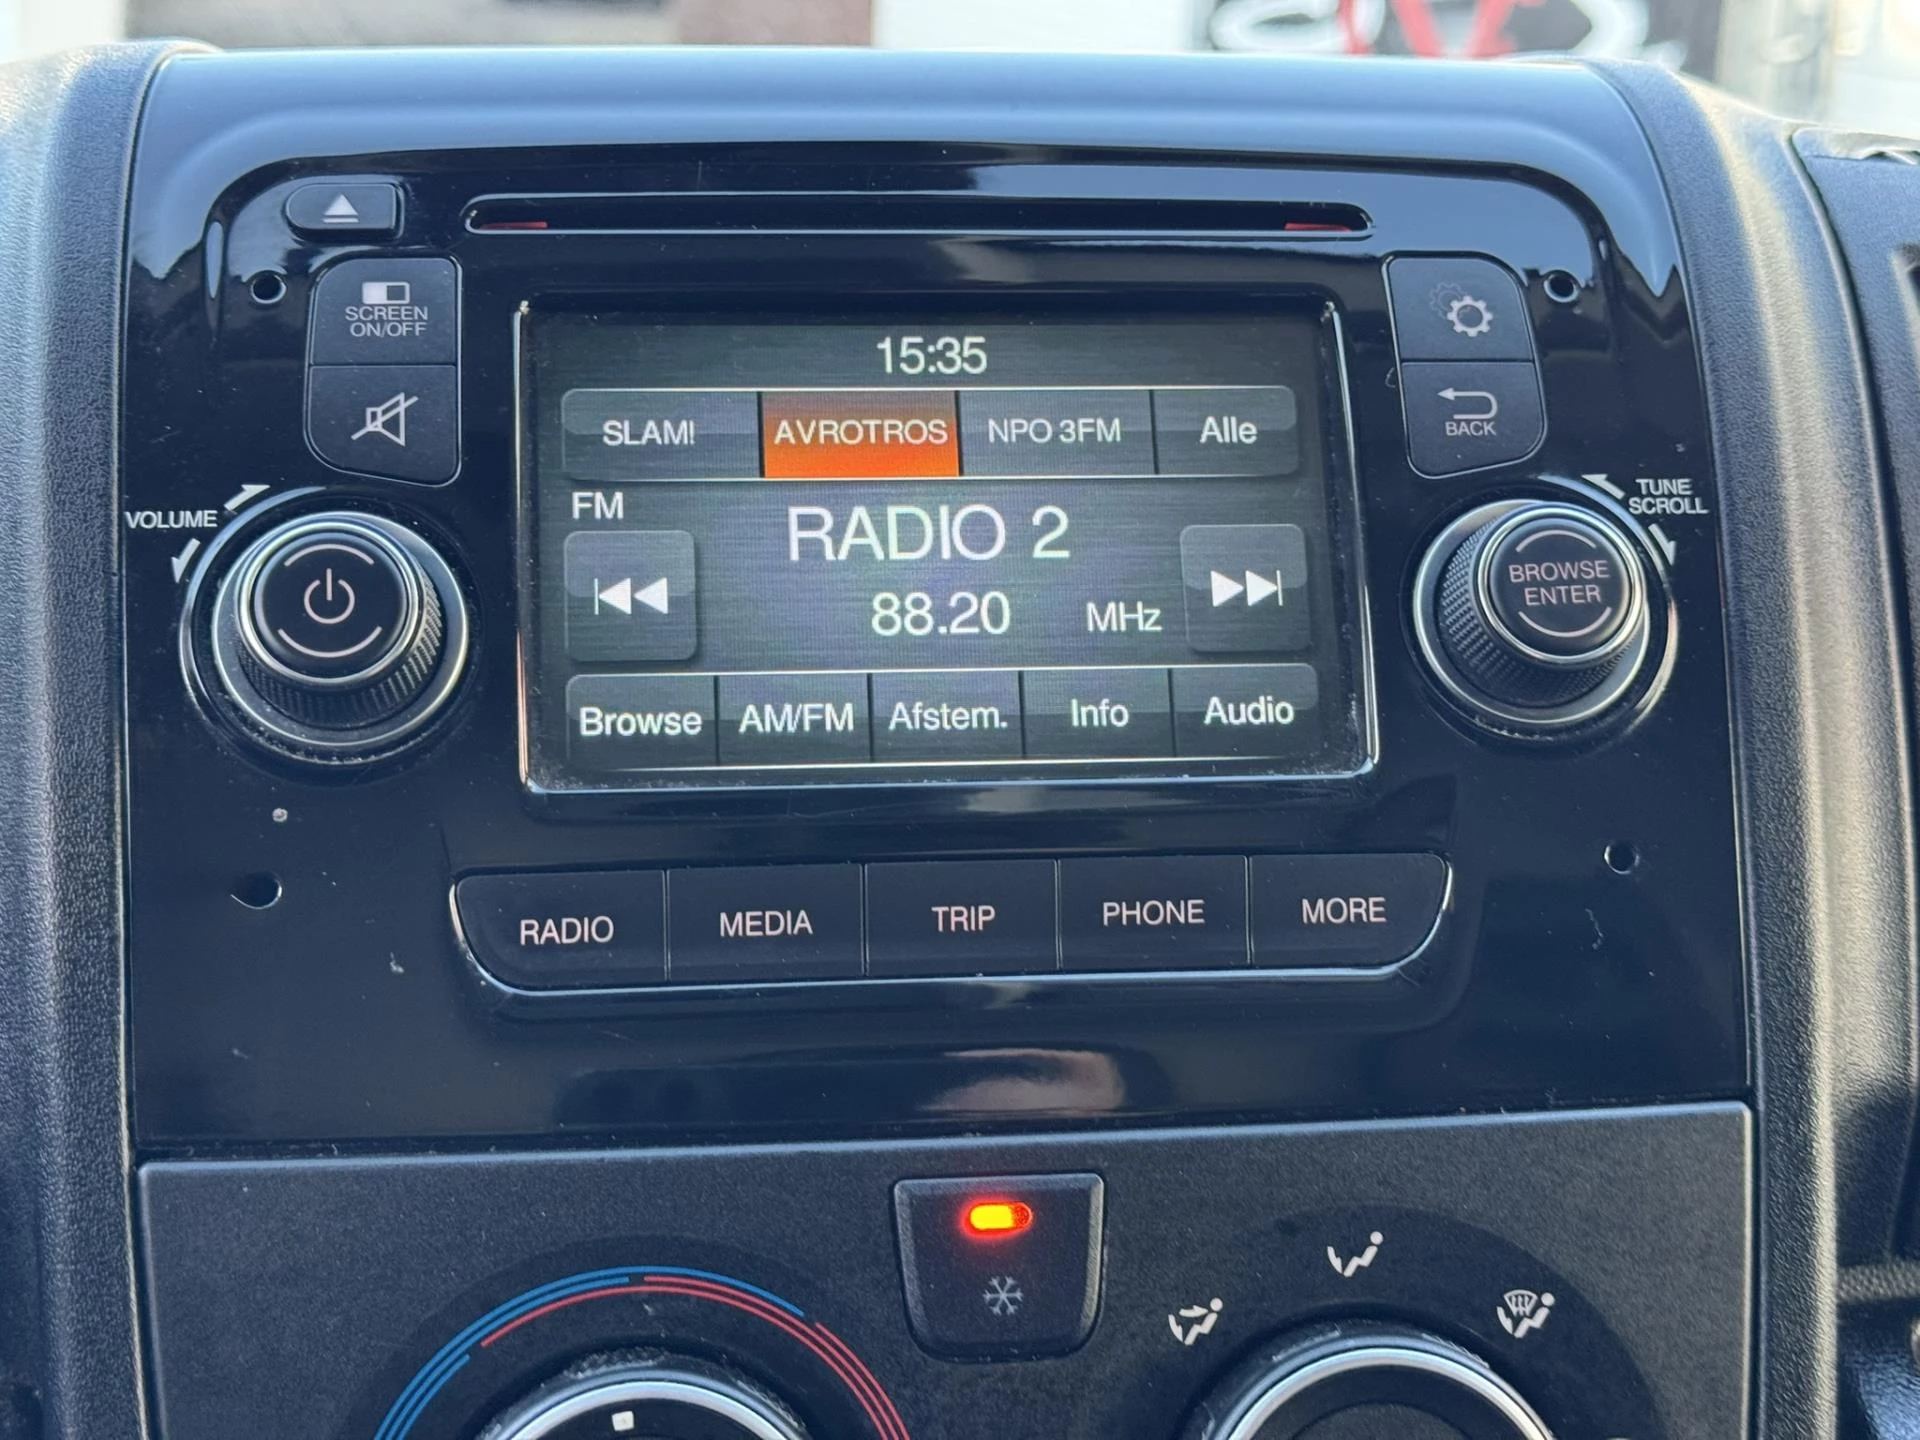 SCREEN
ON/OFF
15:35
SLAM! AVROTROS NPO 3FM Alle
BACK
VOLUME
FM
RADIO 2
TUNE
SCROLL
88.20 MHz
BROWSE
ENTER
Browse AM/FM Afstem. Info Audio
RADIO MEDIA TRIP PHONE MORE